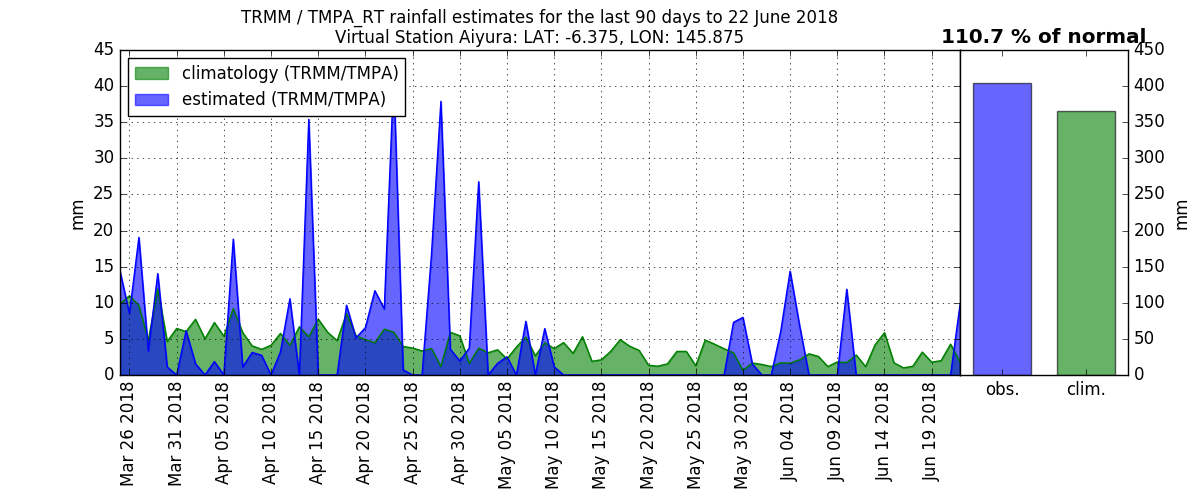 TRMM / TMPA_RT rainfall estimates for the last 90 days to 22 June 2018
Virtual Station Aiyura: LAT: -6.375, LON: 145.875
110.7 % of normal
climatology (TRMM/TMPA)
estimated (TRMM/TMPA)
mm
45
40
35
30
25
20
15
10
5
0
Mar 26 2018
Mar 31 2018
Apr 05 2018
Apr 10 2018
Apr 15 2018
Apr 20 2018
Apr 25 2018
Apr 30 2018
May 05 2018
May 10 2018
May 15 2018
May 20 2018
May 25 2018
May 30 2018
Jun 04 2018
Jun 09 2018
Jun 14 2018
Jun 19 2018
obs.
clim.
450
400
350
300
250
200
150
100
50
0
mm